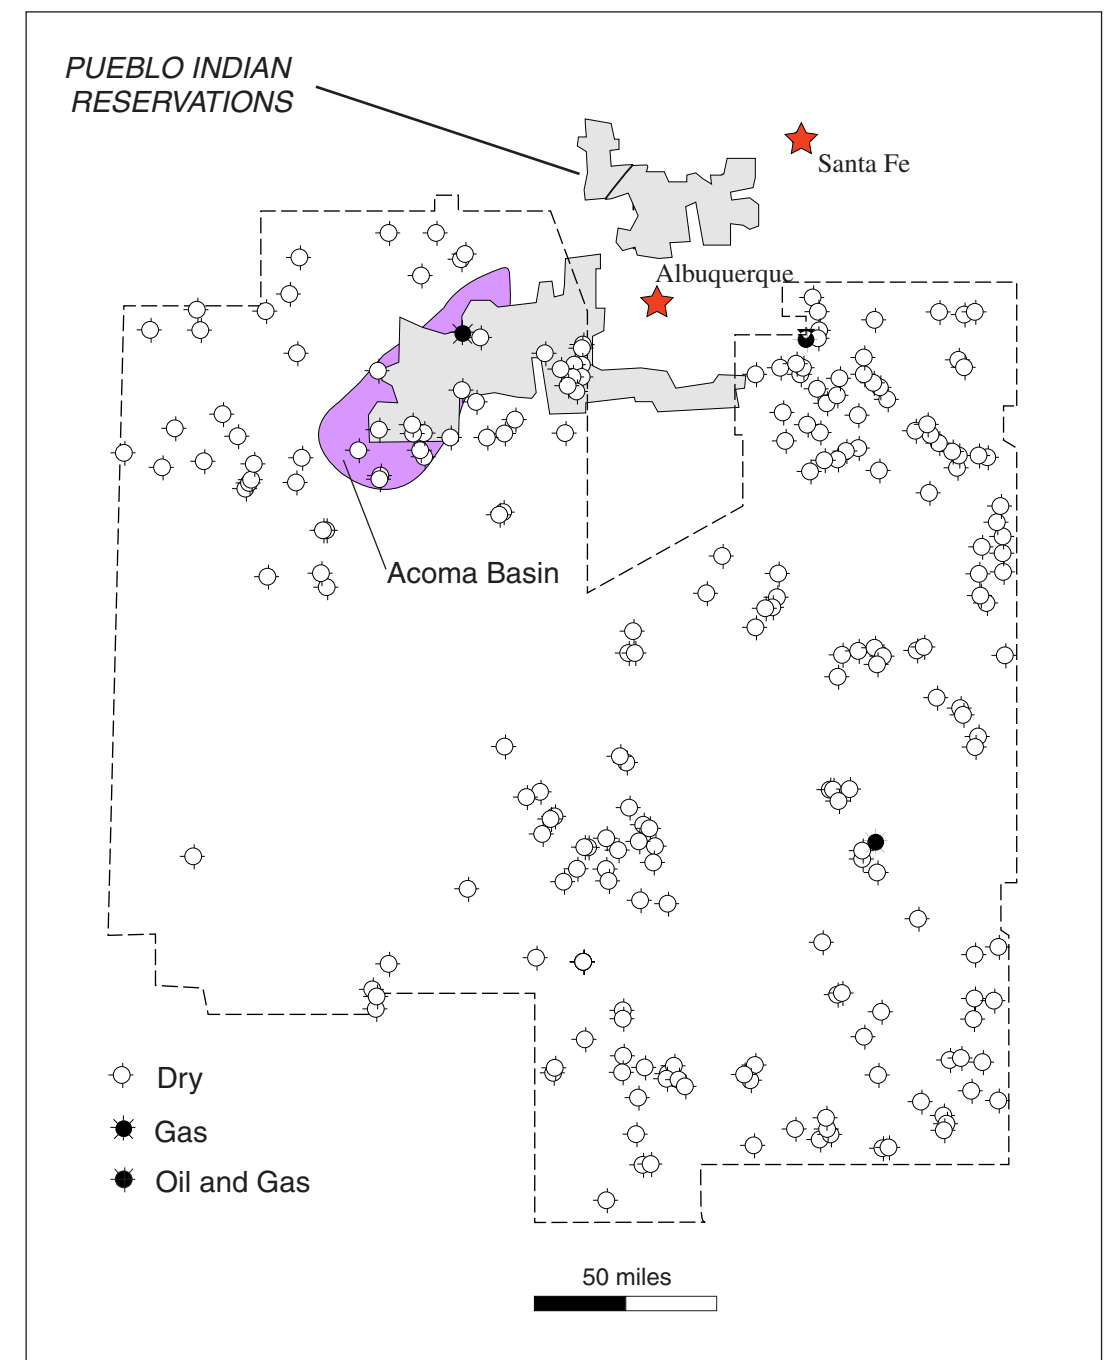 PUEBLO INDIAN
RESERVATIONS
Santa Fe
Albuquerque
Acoma Basin
Dry
Gas
Oil and Gas
50 miles